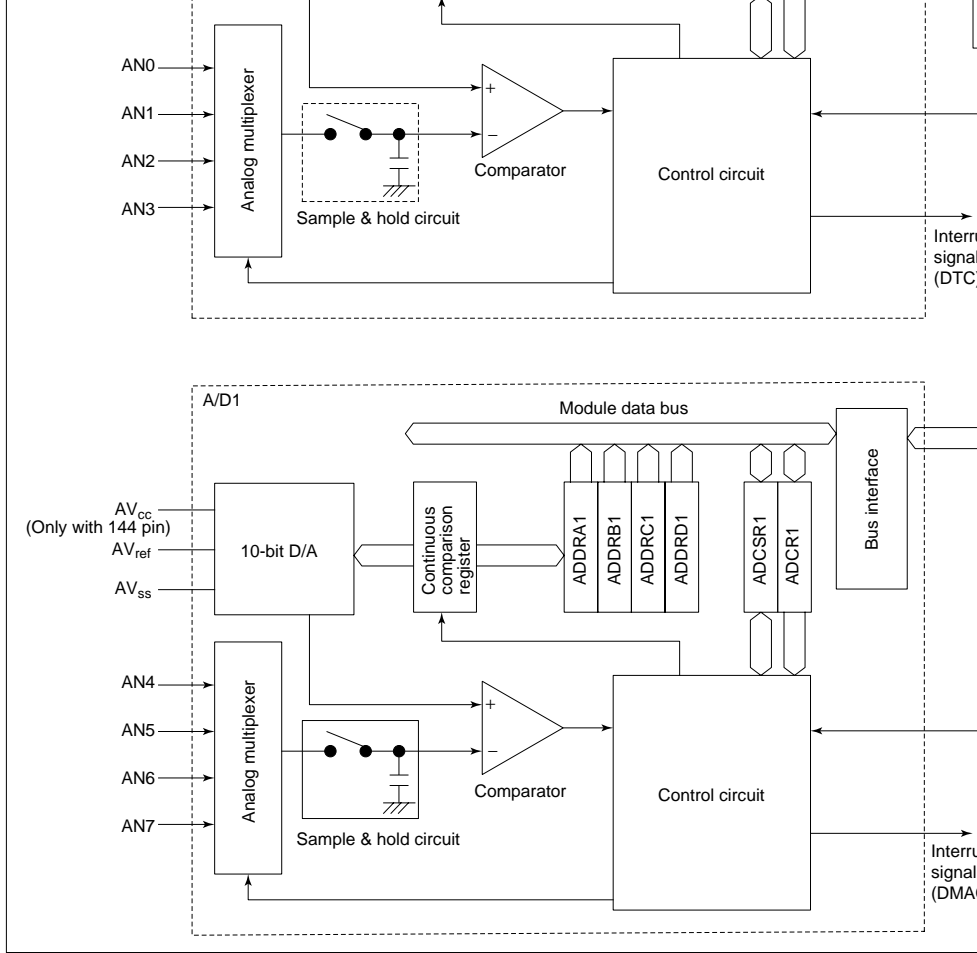 AN0
AN1
AN2
AN3
Analog multiplexer
+
−
Comparator
Sample & hold circuit
Control circuit
signal
A/D1
Module data bus
Bus interface
AVcc
(Only with 144 pin)
AVref
AVss
10-bit D/A
Continuous
comparison
register
ADDRA1
ADDRB1
ADDRC1
ADDRD1
ADCSR1
ADCR1
AN4
AN5
AN6
AN7
Analog multiplexer
+
−
Comparator
Sample & hold circuit
Control circuit
signal